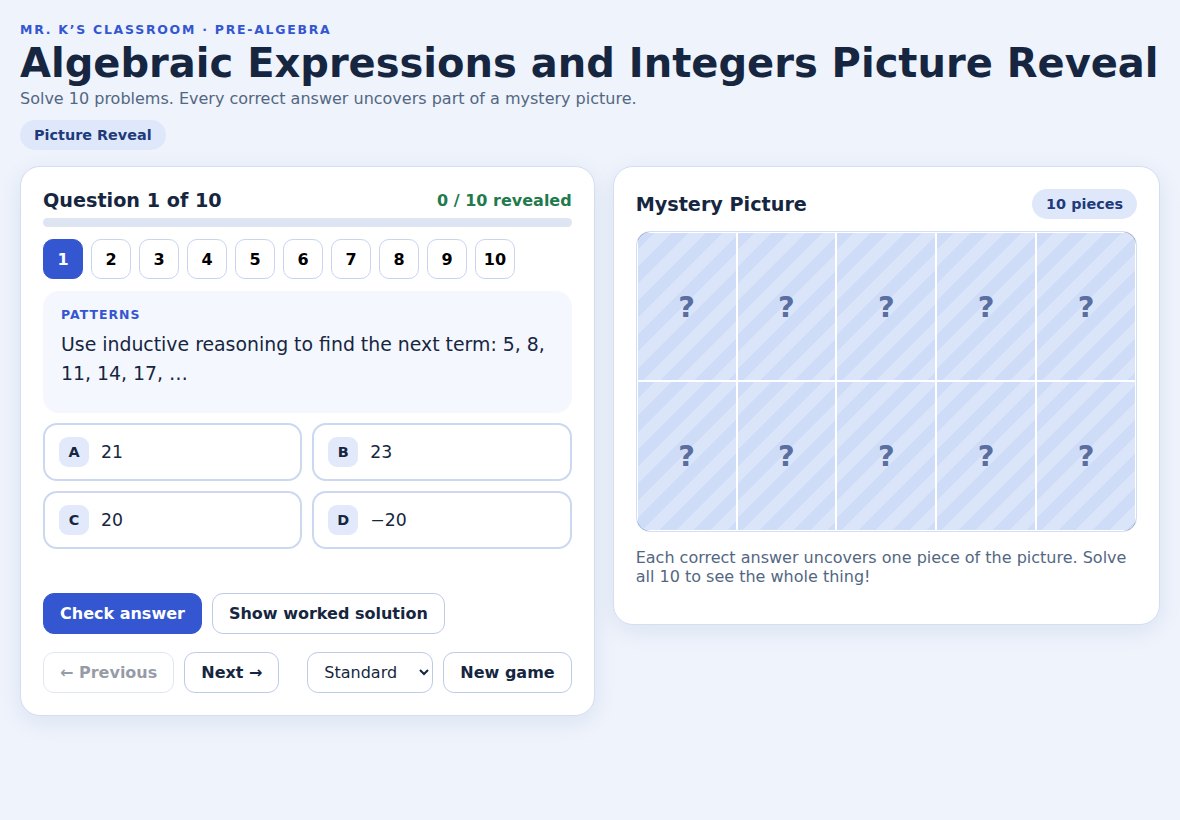 MR. K’S CLASSROOM · PRE-ALGEBRA
Algebraic Expressions and Integers Picture Reveal
Solve 10 problems. Every correct answer uncovers part of a mystery picture.
Picture Reveal
Question 1 of 10
0 / 10 revealed
1 2 3 4 5 6 7 8 9 10
PATTERNS
Use inductive reasoning to find the next term: 5, 8,
11, 14, 17, …
A 21
B 23
C 20
D −20
Check answer
Show worked solution
← Previous
Next →
Standard
New game
Mystery Picture
10 pieces
? ? ? ? ?
? ? ? ? ?
Each correct answer uncovers one piece of the picture. Solve
all 10 to see the whole thing!